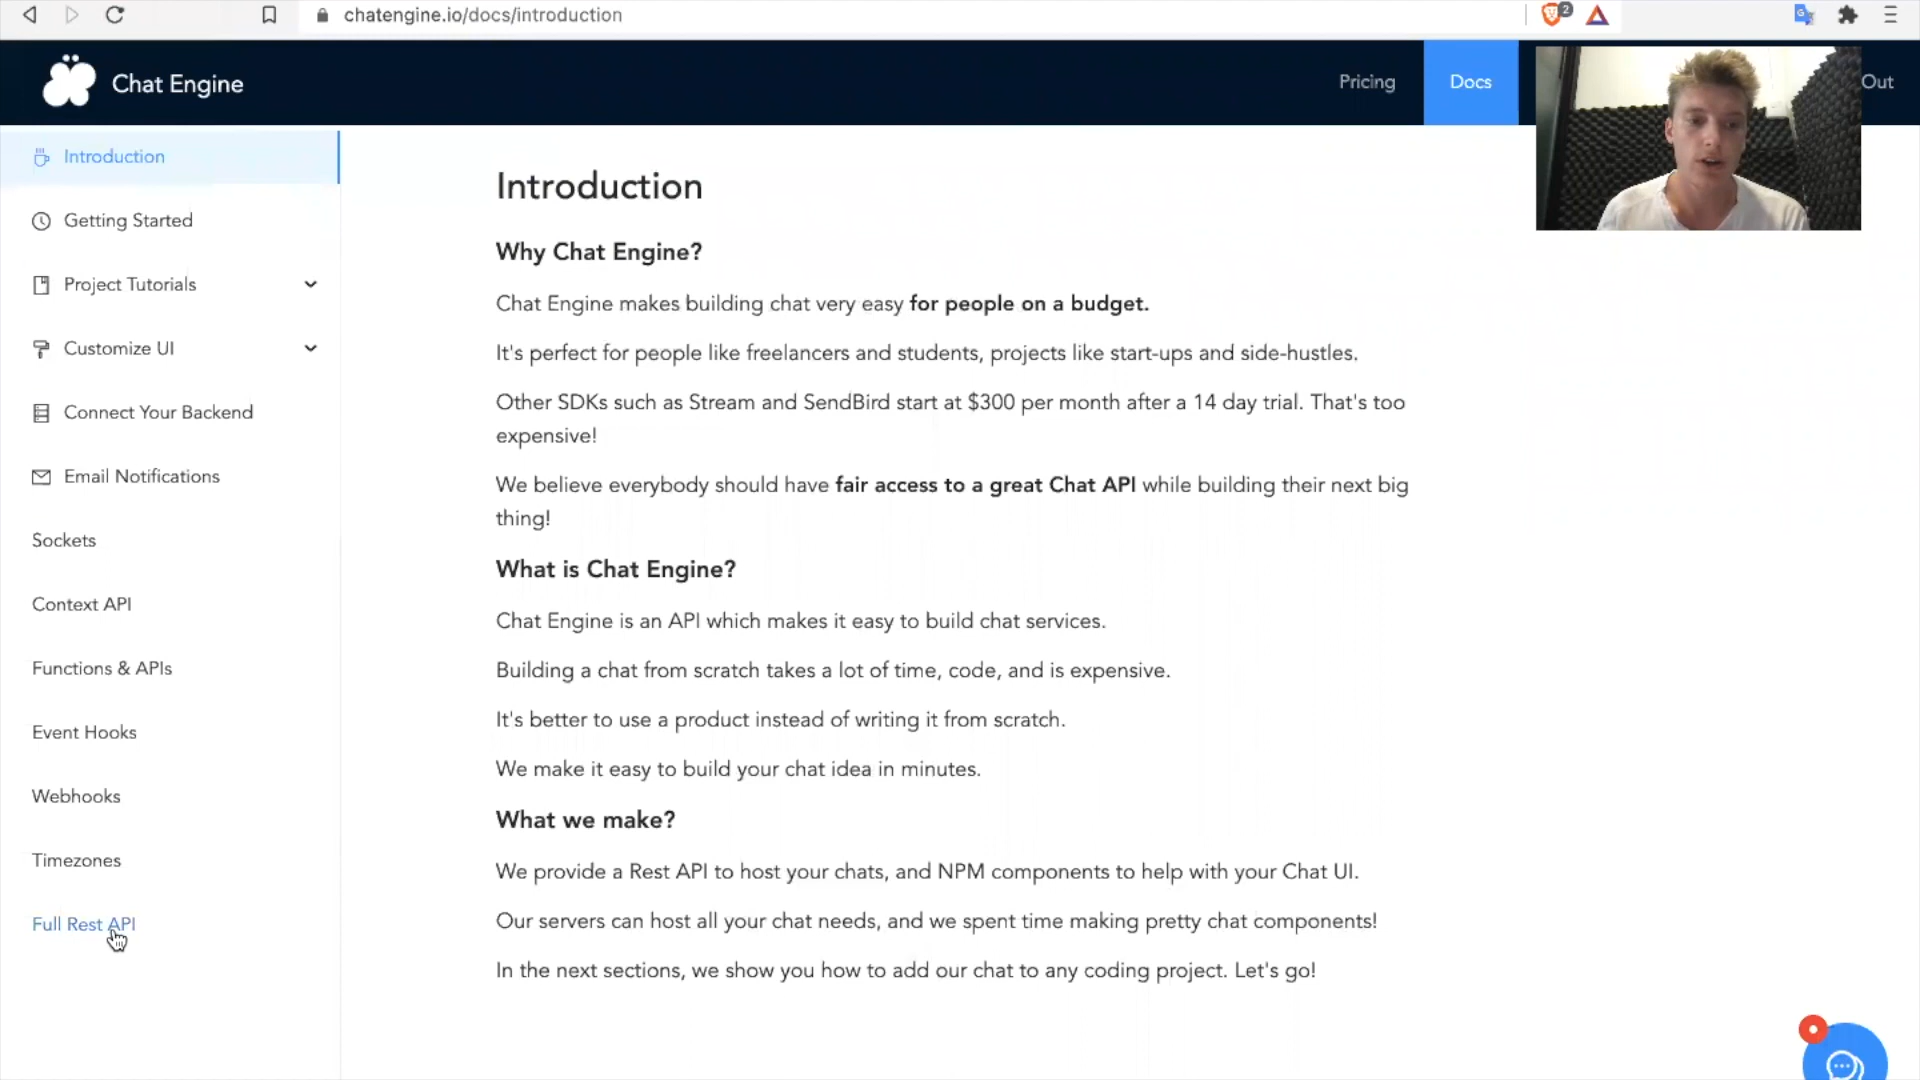 chatengine.io/docs/introduction
2
Chat Engine
Pricing
Docs
Out
Introduction
Getting Started
Project Tutorials
Customize UI
Connect Your Backend
Email Notifications
Sockets
Context API
Functions & APIs
Event Hooks
Webhooks
Timezones
Full Rest API
Introduction
Why Chat Engine?
Chat Engine makes building chat very easy for people on a budget.
It's perfect for people like freelancers and students, projects like start-ups and side-hustles.
Other SDKs such as Stream and SendBird start at $300 per month after a 14 day trial. That's too
expensive!
We believe everybody should have fair access to a great Chat API while building their next big
thing!
What is Chat Engine?
Chat Engine is an API which makes it easy to build chat services.
Building a chat from scratch takes a lot of time, code, and is expensive.
It's better to use a product instead of writing it from scratch.
We make it easy to build your chat idea in minutes.
What we make?
We provide a Rest API to host your chats, and NPM components to help with your Chat UI.
Our servers can host all your chat needs, and we spent time making pretty chat components!
In the next sections, we show you how to add our chat to any coding project. Let's go!